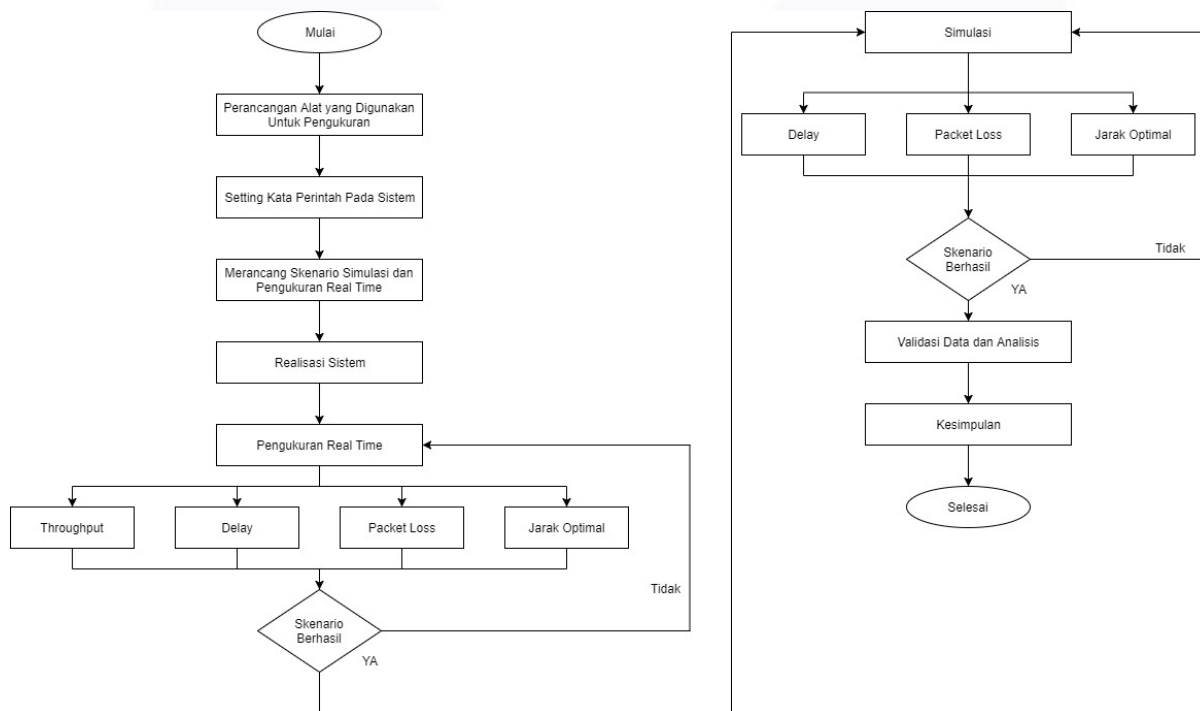 Mulai
Perancangan Alat yang Digunakan
Untuk Pengukuran
Setting Kata Perintah Pada Sistem
Merancang Skenario Simulasi dan
Pengukuran Real Time
Realisasi Sistem
Pengukuran Real Time
Throughput
Delay
Packet Loss
Jarak Optimal
Tidak
Skenario
Berhasil
YA
Simulasi
Delay
Packet Loss
Jarak Optimal
Skenario
Berhasil
Tidak
YA
Validasi Data dan Analisis
Kesimpulan
Selesai